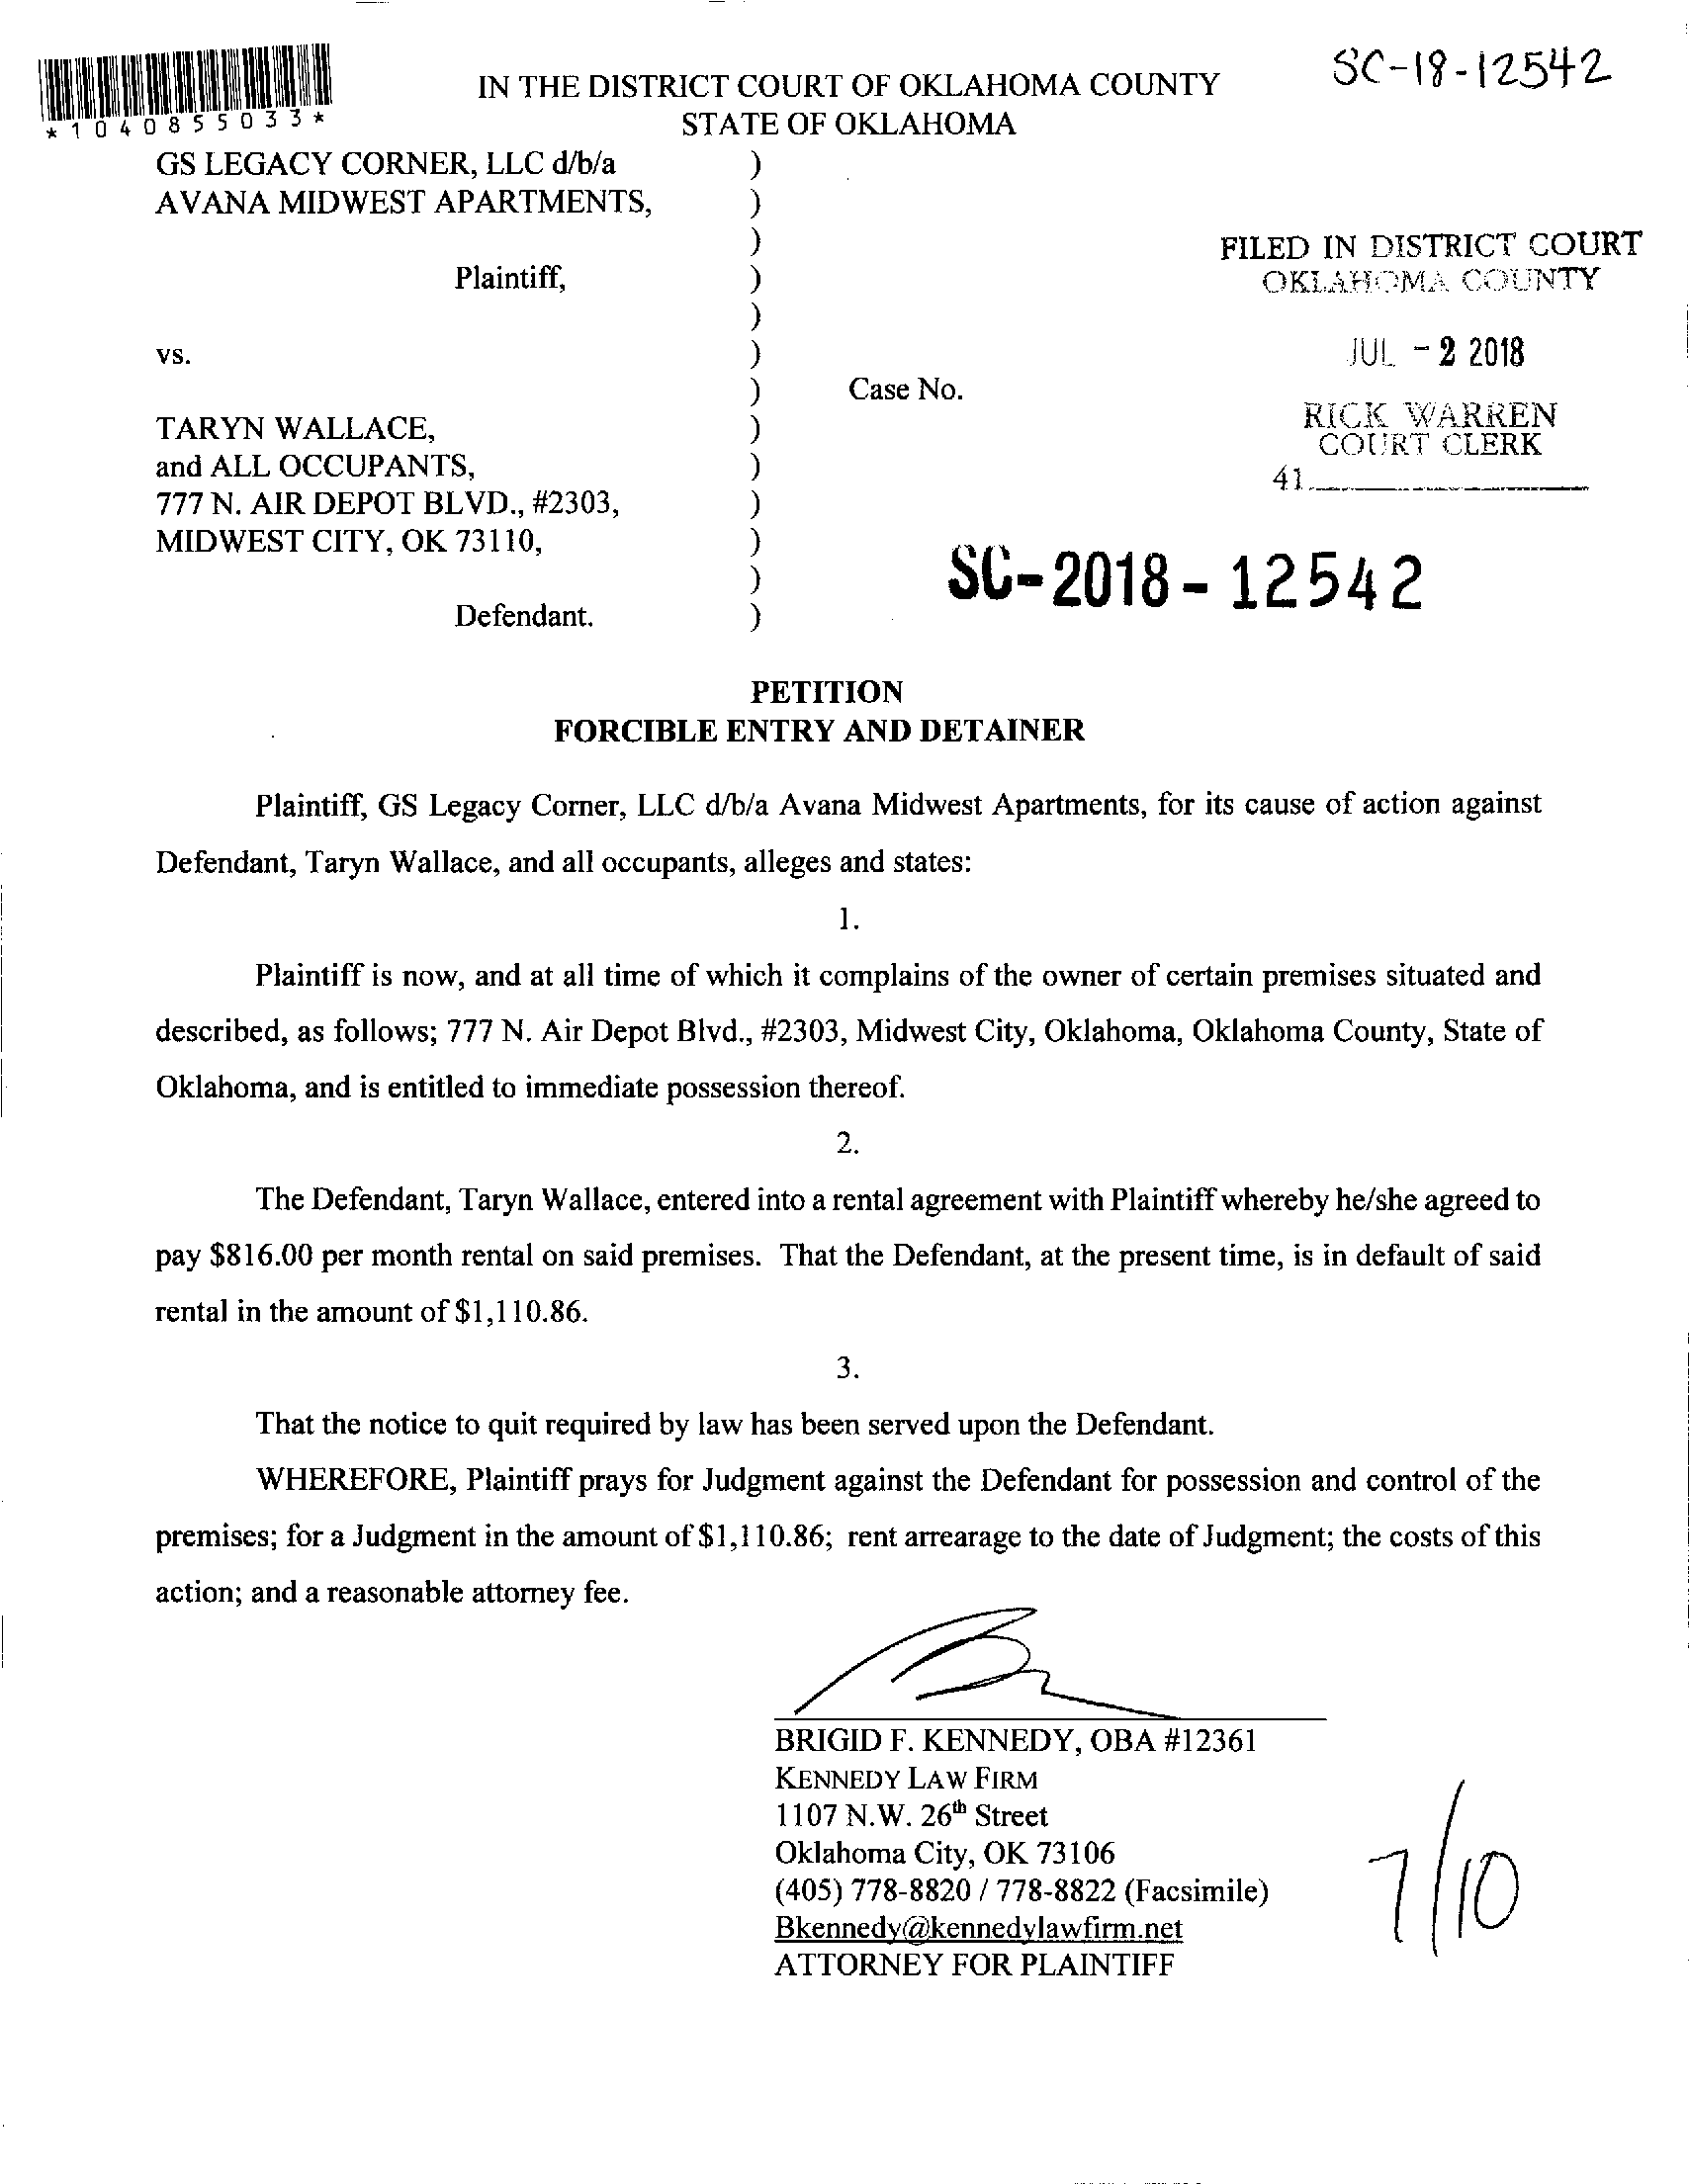 SC-18-12542
*1040855033*
IN THE DISTRICT COURT OF OKLAHOMA COUNTY
STATE OF OKLAHOMA
GS LEGACY CORNER, LLC d/b/a )
AVANA MIDWEST APARTMENTS, )
)
Plaintiff, )
)
vs. )
) Case No.
TARYN WALLACE, )
and ALL OCCUPANTS, )
777 N. AIR DEPOT BLVD., #2303, )
MIDWEST CITY, OK 73110, )
)
Defendant. )
FILED IN DISTRICT COURT
OKLAHOMA COUNTY
JUL - 2 2018
RICK WARREN
COURT CLERK
41
SC-2018-12542
PETITION
FORCIBLE ENTRY AND DETAINER
Plaintiff, GS Legacy Corner, LLC d/b/a Avana Midwest Apartments, for its cause of action against
Defendant, Taryn Wallace, and all occupants, alleges and states:
1.
Plaintiff is now, and at all time of which it complains of the owner of certain premises situated and
described, as follows; 777 N. Air Depot Blvd., #2303, Midwest City, Oklahoma, Oklahoma County, State of
Oklahoma, and is entitled to immediate possession thereof.
2.
The Defendant, Taryn Wallace, entered into a rental agreement with Plaintiff whereby he/she agreed to
pay $816.00 per month rental on said premises. That the Defendant, at the present time, is in default of said
rental in the amount of $1,110.86.
3.
That the notice to quit required by law has been served upon the Defendant.
WHEREFORE, Plaintiff prays for Judgment against the Defendant for possession and control of the
premises; for a Judgment in the amount of $1,110.86; rent arrearage to the date of Judgment; the costs of this
action; and a reasonable attorney fee.
BRIGID F. KENNEDY, OBA #12361
KENNEDY LAW FIRM
1107 N.W. 26th Street
Oklahoma City, OK 73106
(405) 778-8820 / 778-8822 (Facsimile)
Bkennedy@kennedylawfirm.net
ATTORNEY FOR PLAINTIFF
7/10